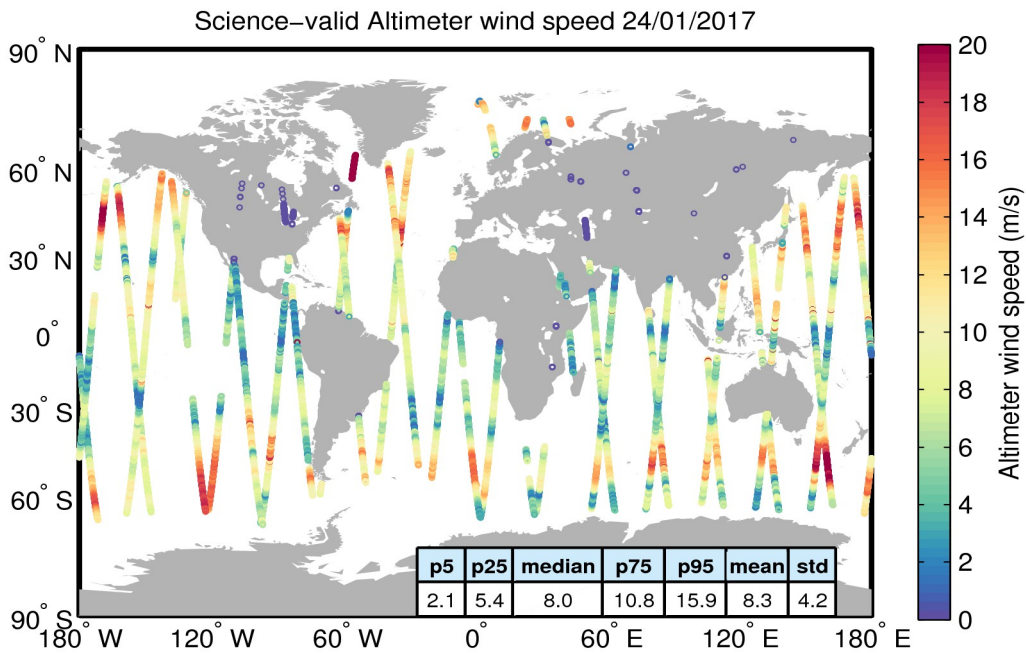 Science−valid Altimeter wind speed 24/01/2017
90° N
60° N
30° N
0°
30° S
60° S
90° S
180° W
120° W
60° W
0°
60° E
120° E
180° E
p5 p25 median p75 p95 mean std
2.1 5.4 8.0 10.8 15.9 8.3 4.2
20
18
16
14
12
10
8
6
4
2
0
Altimeter wind speed (m/s)